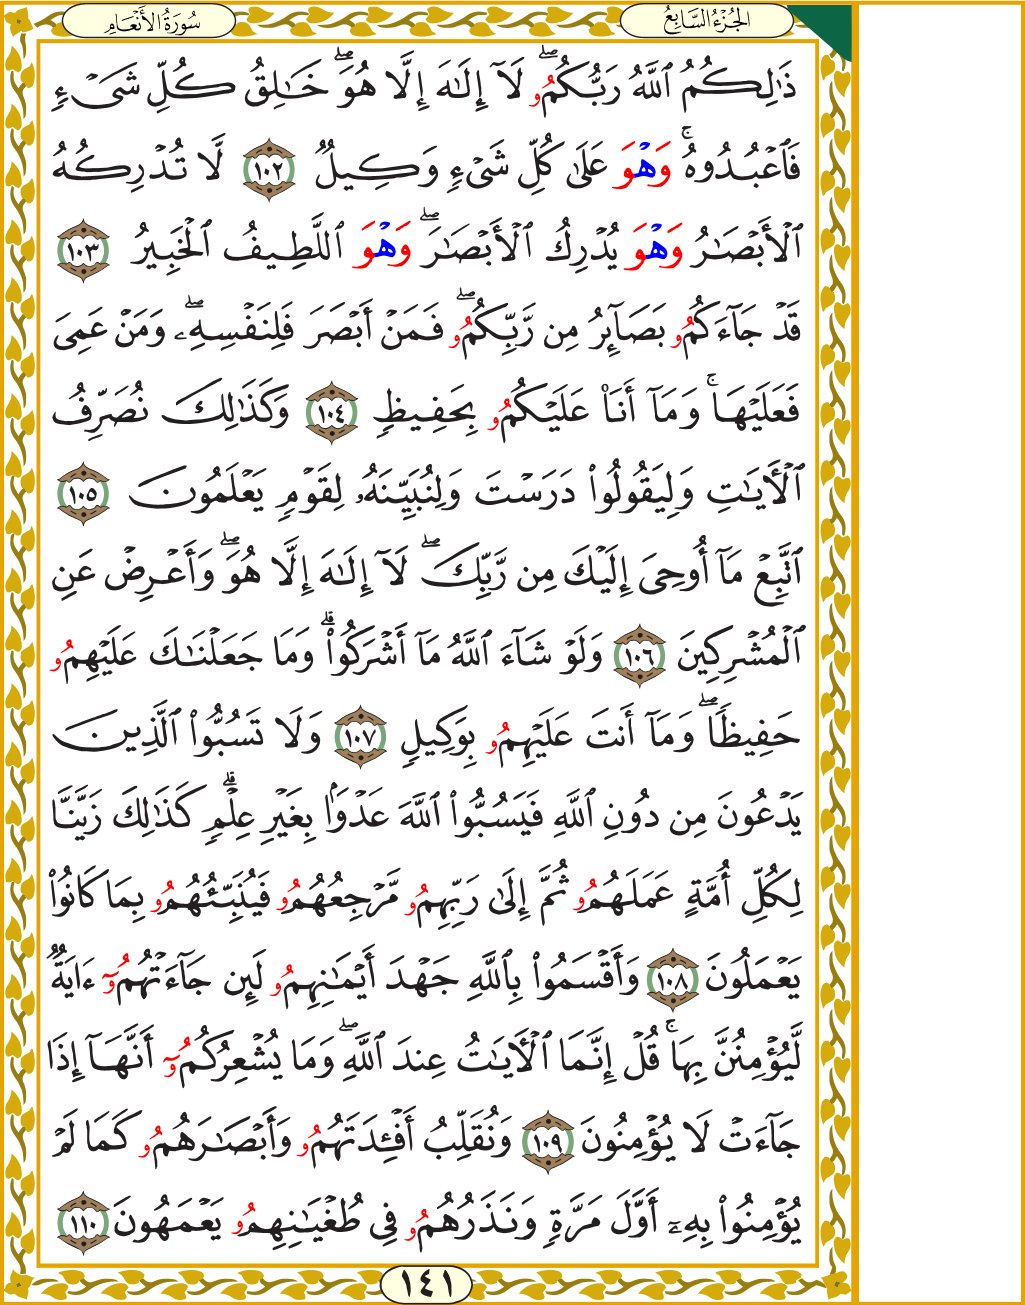 الجُزْءُ السَّابِعُ
سُورَةُ الأَنْعَامِ
ذَٰلِكُمُ ٱللَّهُ رَبُّكُمُۥۖ لَآ إِلَٰهَ إِلَّا هُوَۖ خَٰلِقُ كُلِّ شَىْءٍ
فَٱعْبُدُوهُۚ وَهْوَ عَلَىٰ كُلِّ شَىْءٍ وَكِيلٌ ١٠٢ لَّا تُدْرِكُهُ
ٱلْأَبْصَٰرُ وَهْوَ يُدْرِكُ ٱلْأَبْصَٰرَۖ وَهْوَ ٱللَّطِيفُ ٱلْخَبِيرُ ١٠٣
قَدْ جَآءَكُمُۥ بَصَآئِرُ مِن رَّبِّكُمُۥۖ فَمَنْ أَبْصَرَ فَلِنَفْسِهِۦۖ وَمَنْ عَمِىَ
فَعَلَيْهَاۚ وَمَآ أَنَا۠ عَلَيْكُمُۥ بِحَفِيظٍ ١٠٤ وَكَذَٰلِكَ نُصَرِّفُ
ٱلْأَيَٰتِ وَلِيَقُولُوا۟ دَرَسْتَ وَلِنُبَيِّنَهُۥ لِقَوْمٍ يَعْلَمُونَ ١٠٥
ٱتَّبِعْ مَآ أُوحِىَ إِلَيْكَ مِن رَّبِّكَۖ لَآ إِلَٰهَ إِلَّا هُوَۖ وَأَعْرِضْ عَنِ
ٱلْمُشْرِكِينَ ١٠٦ وَلَوْ شَآءَ ٱللَّهُ مَآ أَشْرَكُوا۟ۗ وَمَا جَعَلْنَٰكَ عَلَيْهِمُۥ
حَفِيظًاۖ وَمَآ أَنتَ عَلَيْهِمُۥ بِوَكِيلٍ ١٠٧ وَلَا تَسُبُّوا۟ ٱلَّذِينَ
يَدْعُونَ مِن دُونِ ٱللَّهِ فَيَسُبُّوا۟ ٱللَّهَ عَدْوًۢا بِغَيْرِ عِلْمٍۗ كَذَٰلِكَ زَيَّنَّا
لِكُلِّ أُمَّةٍ عَمَلَهُمُۥ ثُمَّ إِلَىٰ رَبِّهِمُۥ مَّرْجِعُهُمُۥ فَيُنَبِّئُهُمُۥ بِمَا كَانُوا۟
يَعْمَلُونَ ١٠٨ وَأَقْسَمُوا۟ بِٱللَّهِ جَهْدَ أَيْمَٰنِهِمُۥ لَئِن جَآءَتْهُمُۥٓ ءَايَةٌ
لَّيُؤْمِنُنَّ بِهَاۚ قُلْ إِنَّمَا ٱلْأَيَٰتُ عِندَ ٱللَّهِۖ وَمَا يُشْعِرُكُمُۥٓ أَنَّهَآ إِذَا
جَآءَتْ لَا يُؤْمِنُونَ ١٠٩ وَنُقَلِّبُ أَفْـِٔدَتَهُمُۥ وَأَبْصَٰرَهُمُۥ كَمَا لَمْ
يُؤْمِنُوا۟ بِهِۦٓ أَوَّلَ مَرَّةٍ وَنَذَرُهُمُۥ فِى طُغْيَٰنِهِمُۥ يَعْمَهُونَ ١١٠
١٤١